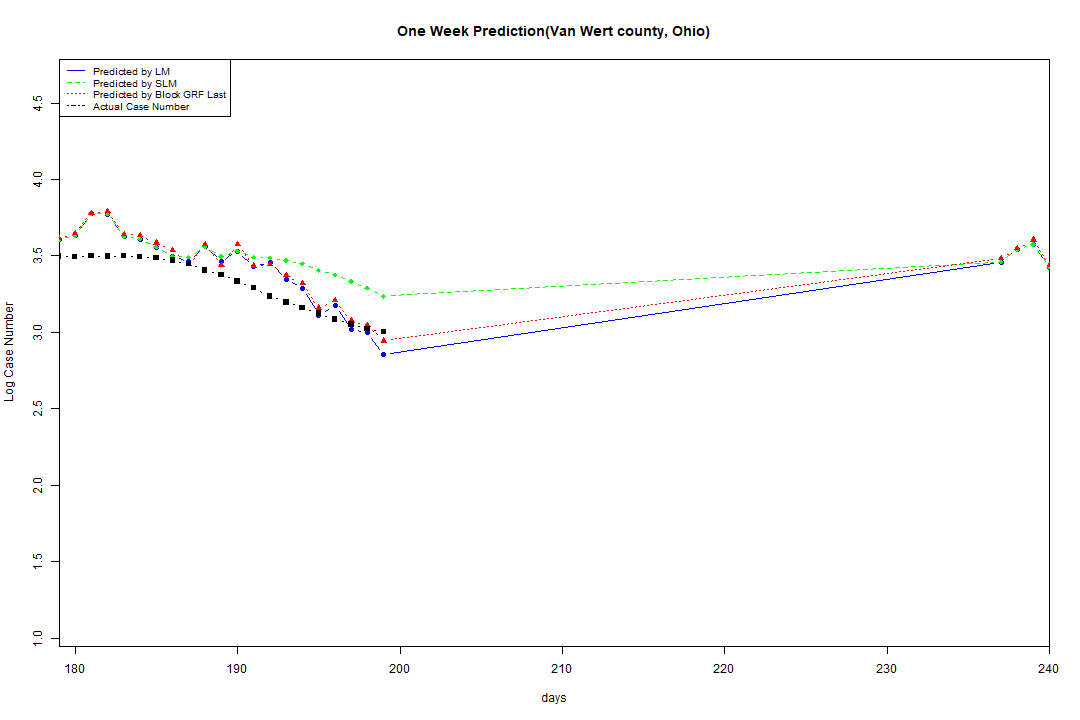 One Week Prediction(Van Wert county, Ohio)
Predicted by LM
Predicted by SLM
Predicted by Block GRF Last
Actual Case Number
4.5
4.0
3.5
3.0
2.5
2.0
1.5
1.0
Log Case Number
180 190 200 210 220 230 240
days